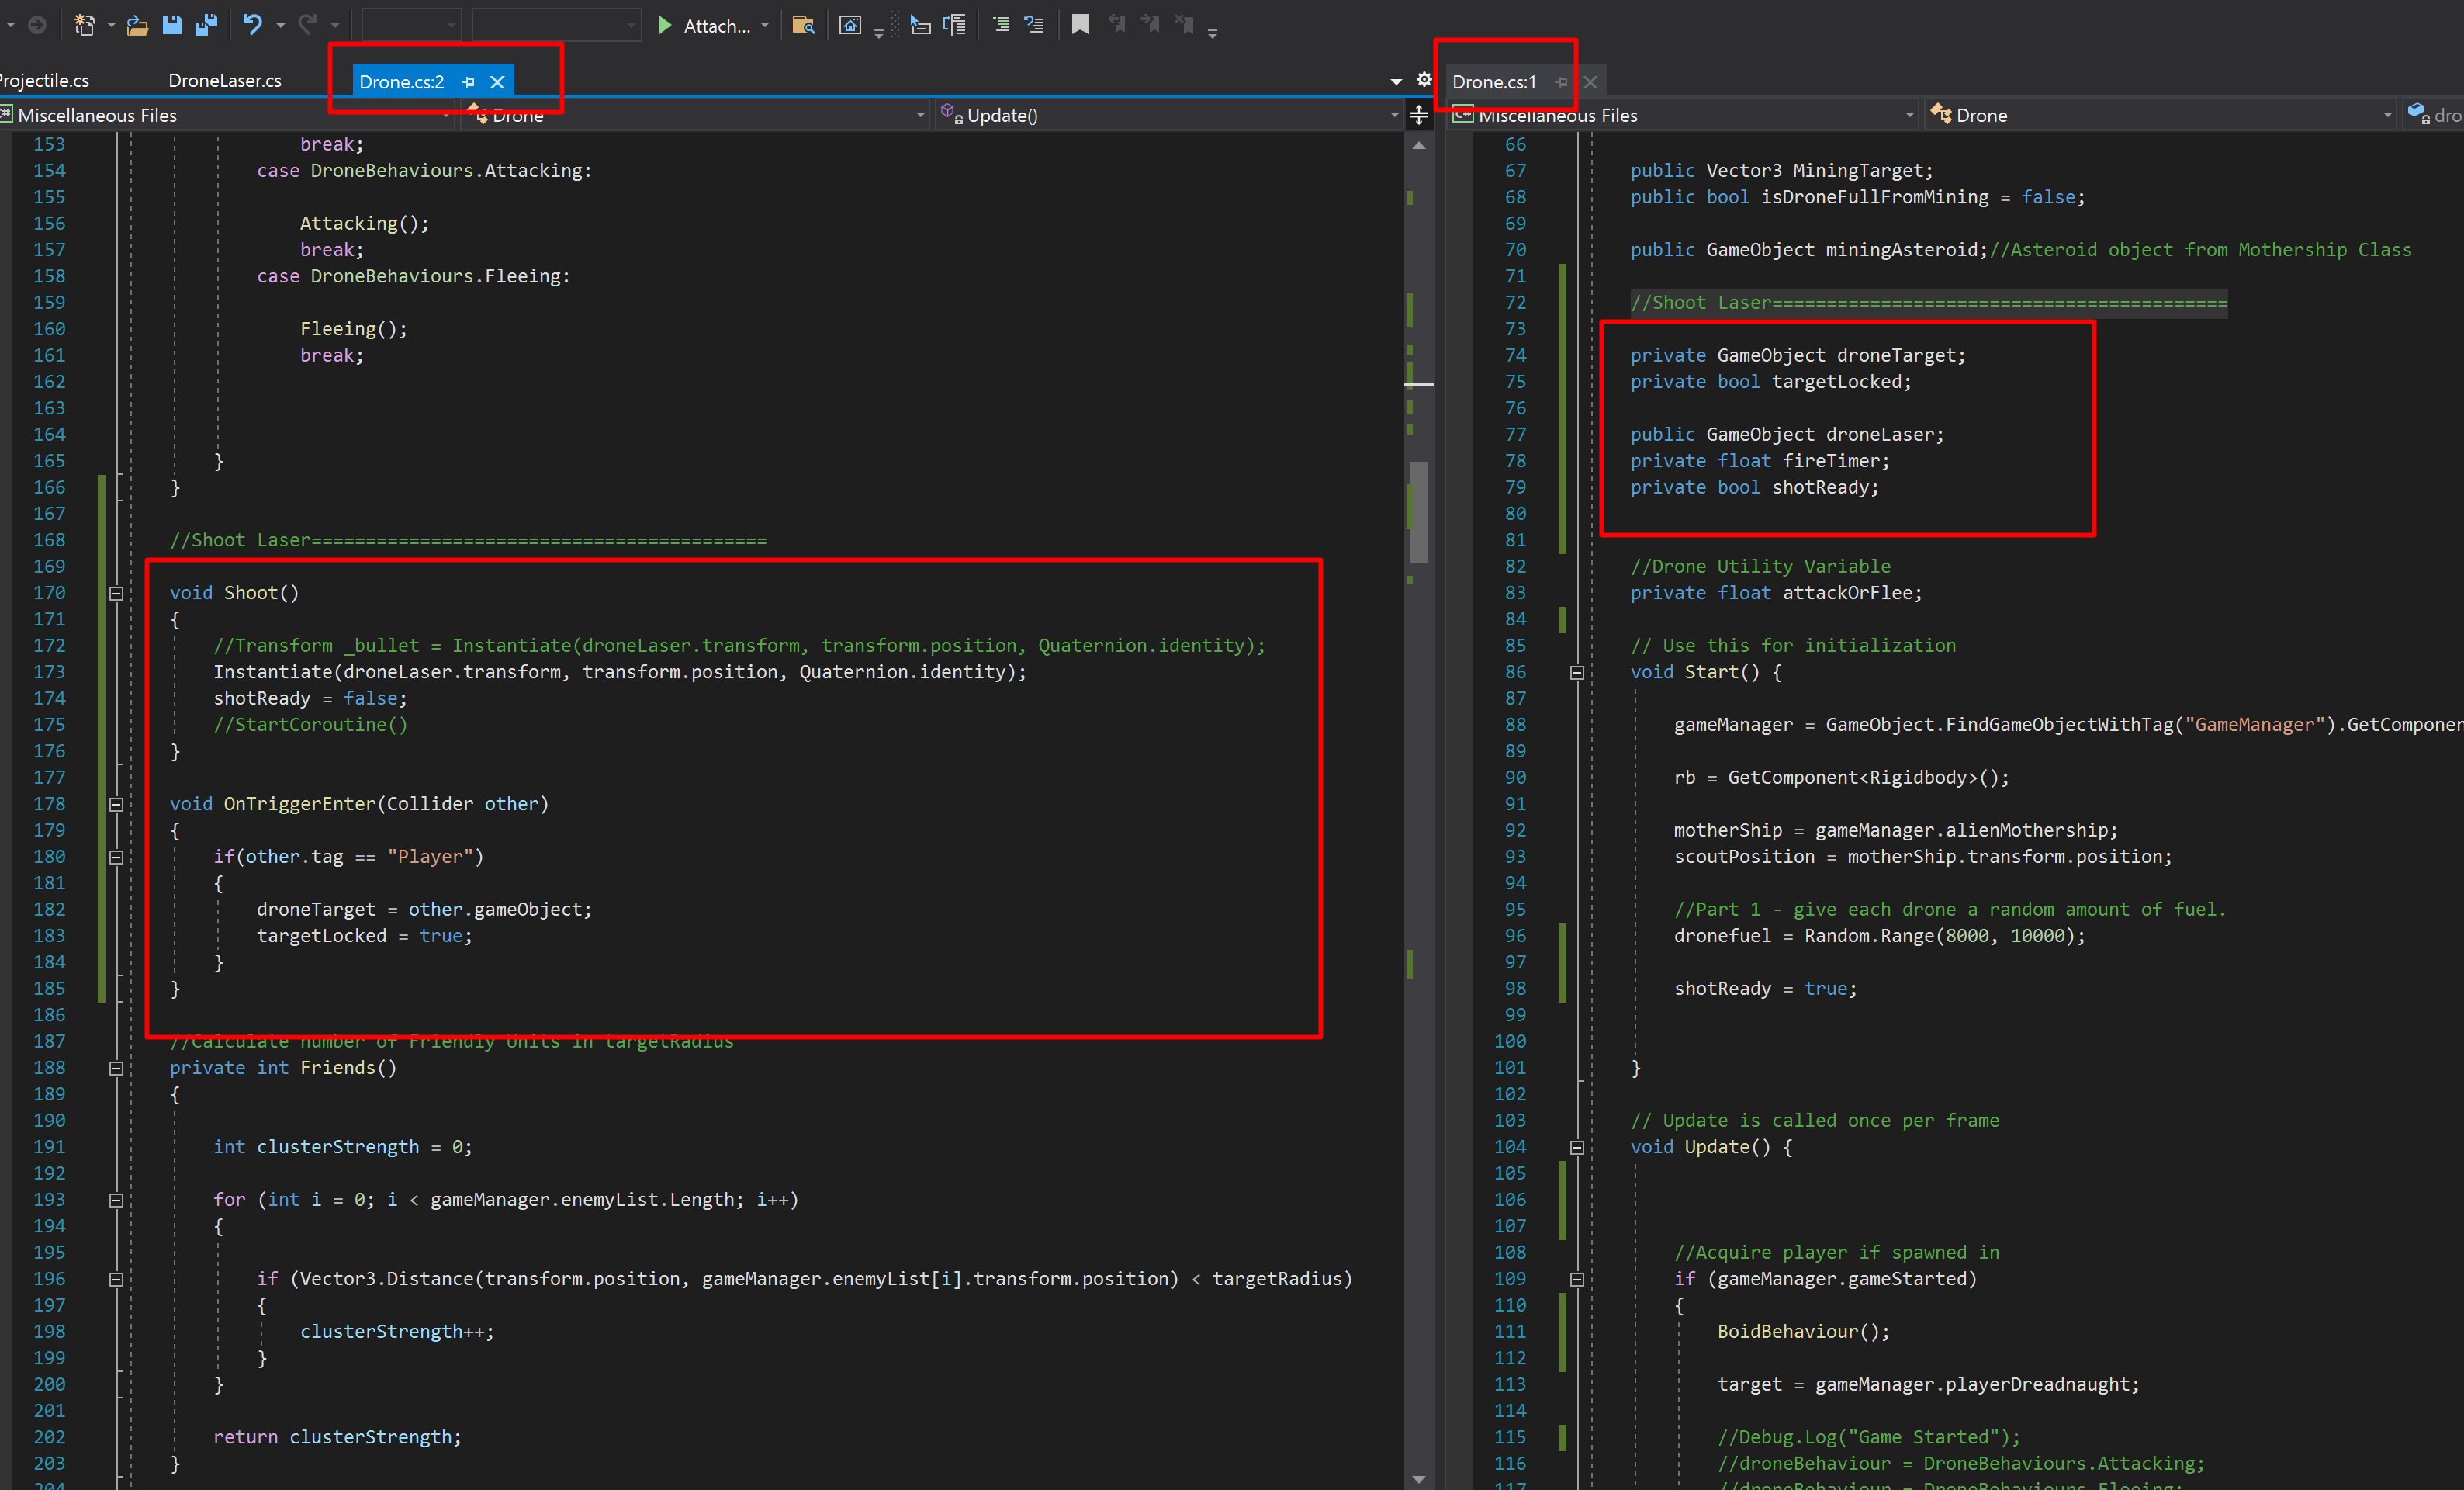 Attach...
Projectile.cs
DroneLaser.cs
Drone.cs:2
Miscellaneous Files
Drone
Update()
153 break;
154 case DroneBehaviours.Attacking:
155
156 Attacking();
157 break;
158 case DroneBehaviours.Fleeing:
159
160 Fleeing();
161 break;
162
163
164
165 }
166 }
167
168 //Shoot Laser==========================================
169
170 void Shoot()
171 {
172 //Transform _bullet = Instantiate(droneLaser.transform, transform.position, Quaternion.identity);
173 Instantiate(droneLaser.transform, transform.position, Quaternion.identity);
174 shotReady = false;
175 //StartCoroutine()
176 }
177
178 void OnTriggerEnter(Collider other)
179 {
180 if(other.tag == "Player")
181 {
182 droneTarget = other.gameObject;
183 targetLocked = true;
184 }
185 }
186
187 //Calculate number of Friendly Units in targetRadius
188 private int Friends()
189 {
190
191 int clusterStrength = 0;
192
193 for (int i = 0; i < gameManager.enemyList.Length; i++)
194 {
195
196 if (Vector3.Distance(transform.position, gameManager.enemyList[i].transform.position) < targetRadius)
197 {
198 clusterStrength++;
199 }
200 }
201
202 return clusterStrength;
203 }
204
Drone.cs:1
Miscellaneous Files
Drone
dro
66
67 public Vector3 MiningTarget;
68 public bool isDroneFullFromMining = false;
69
70 public GameObject miningAsteroid;//Asteroid object from Mothership Class
71
72 //Shoot Laser==========================================
73
74 private GameObject droneTarget;
75 private bool targetLocked;
76
77 public GameObject droneLaser;
78 private float fireTimer;
79 private bool shotReady;
80
81
82 //Drone Utility Variable
83 private float attackOrFlee;
84
85 // Use this for initialization
86 void Start() {
87
88 gameManager = GameObject.FindGameObjectWithTag("GameManager").GetComponen
89
90 rb = GetComponent<Rigidbody>();
91
92 motherShip = gameManager.alienMothership;
93 scoutPosition = motherShip.transform.position;
94
95 //Part 1 - give each drone a random amount of fuel.
96 dronefuel = Random.Range(8000, 10000);
97
98 shotReady = true;
99
100
101 }
102
103 // Update is called once per frame
104 void Update() {
105
106
107
108 //Acquire player if spawned in
109 if (gameManager.gameStarted)
110 {
111 BoidBehaviour();
112
113 target = gameManager.playerDreadnaught;
114
115 //Debug.Log("Game Started");
116 //droneBehaviour = DroneBehaviours.Attacking;
117 //droneBehaviour = DroneBehaviours.Fleeing;